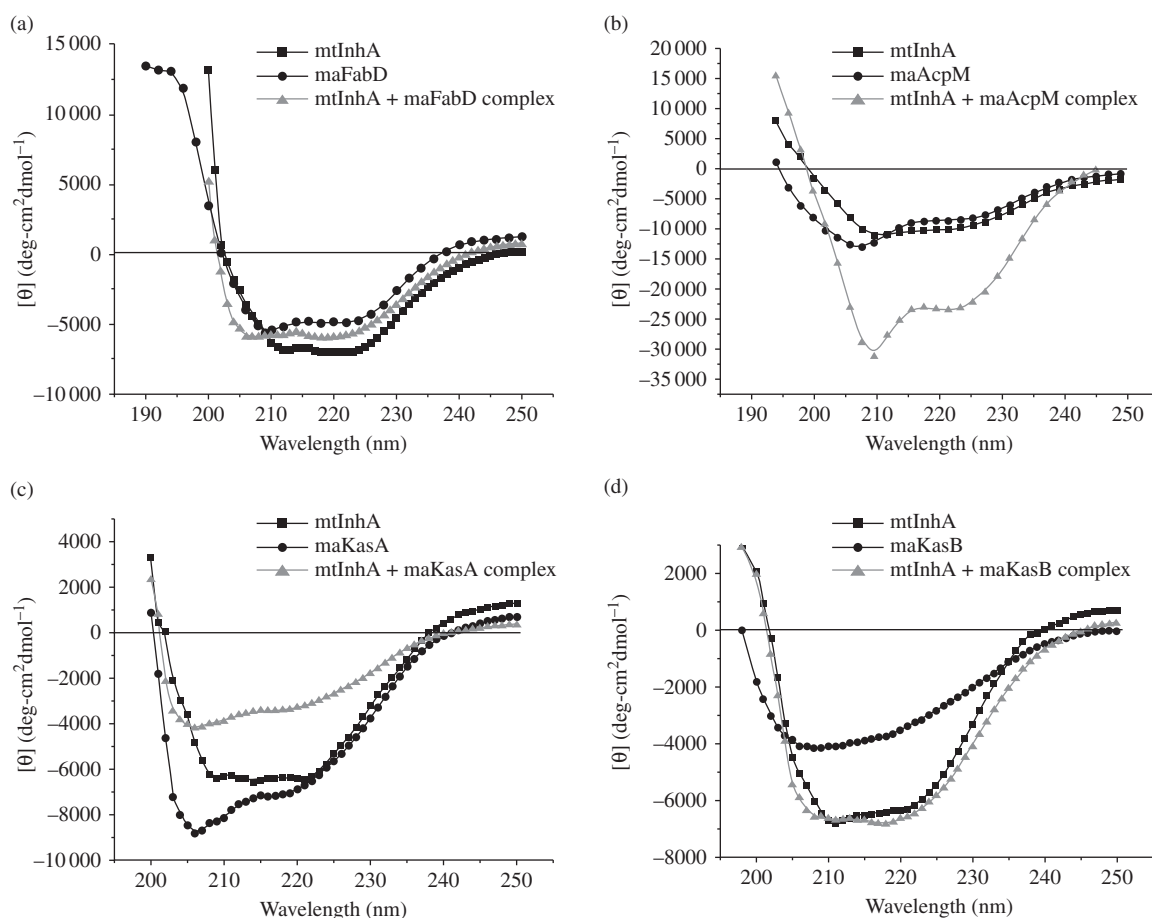 (a)
15 000
10 000
5000
0
−5000
−10 000
[θ] (deg-cm²dmol⁻¹)
mtInhA
maFabD
mtInhA + maFabD complex
190 200 210 220 230 240 250
Wavelength (nm)
(b)
20 000
15 000
10 000
5000
0
−5000
−10 000
−15 000
−20 000
−25 000
−30 000
−35 000
[θ] (deg-cm²dmol⁻¹)
mtInhA
maAcpM
mtInhA + maAcpM complex
190 200 210 220 230 240 250
Wavelength (nm)
(c)
4000
2000
0
−2000
−4000
−6000
−8000
−10 000
[θ] (deg-cm²dmol⁻¹)
mtInhA
maKasA
mtInhA + maKasA complex
200 210 220 230 240 250
Wavelength (nm)
(d)
2000
0
−2000
−4000
−6000
−8000
[θ] (deg-cm²dmol⁻¹)
mtInhA
maKasB
mtInhA + maKasB complex
200 210 220 230 240 250
Wavelength (nm)